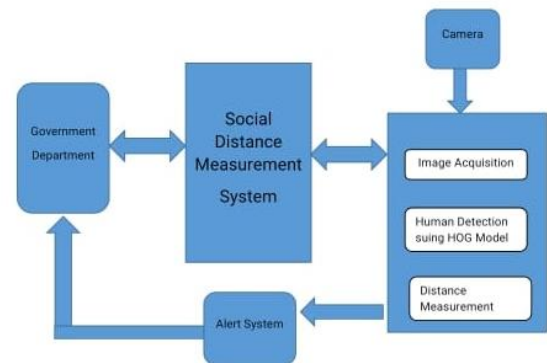 Camera
Government
Department
Social
Distance
Measurement
System
Image Acquisition
Human Detection
suing HOG Model
Distance
Measurement
Alert System